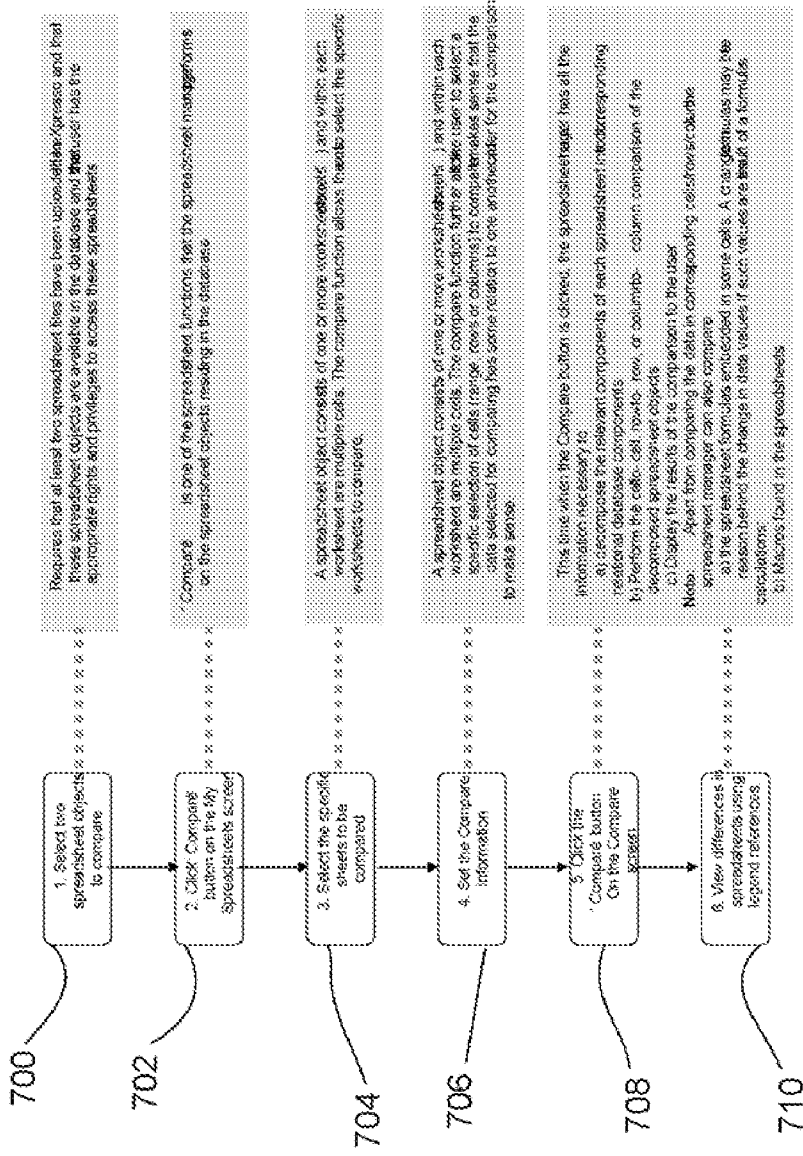 700
1. Select two
spreadsheet objects
to compare
Requires that at least two spreadsheet files have been uploaded and that
these spreadsheet objects are available in the database and that user has the
appropriate rights and privileges to access these spreadsheets
702
2. Click 'Compare'
button on the My
Spreadsheets screen
"Compare is one of the spreadsheet functions that the spreadsheet manager performs
on the spreadsheet objects residing in the database
704
3. Select the specific
sheets to be
compared
A spreadsheet object consists of one or more worksheets ) and within each
worksheet are multiple cells. The compare function allows to select the specific
worksheets to compare.
706
4. Set the Compare
Information
A spreadsheet object consists of one or more worksheets ) and within each
worksheet are multiple cells. The compare function further allow user to select a
specific selection of cells (range, rows or columns) to compare makes sense that the
data selected for comparing has some relation to one another for the comparison
to make sense
708
5. Click the
"Compare' button
On the Compare
screen
This time when the Compare button is clicked, the spreadsheet has all the
information necessary to
a) decompose the relevant components of each spreadsheet into corresponding
relational database components
b) Perform the cell- cell, row- row, or column- column comparison of the
decomposed spreadsheet objects
c) Display the results of the comparison to the user
Note: Apart from comparing the data in corresponding cells/rows/ the
spreadsheet manager can also compare
a) the spreadsheet formulas embedded in some cells. A change may be
reason behind the change in data values if such values are result of a formulas
calculations
b) Macros found in the spreadsheets
710
6. View differences in
spreadsheets using
legend references.